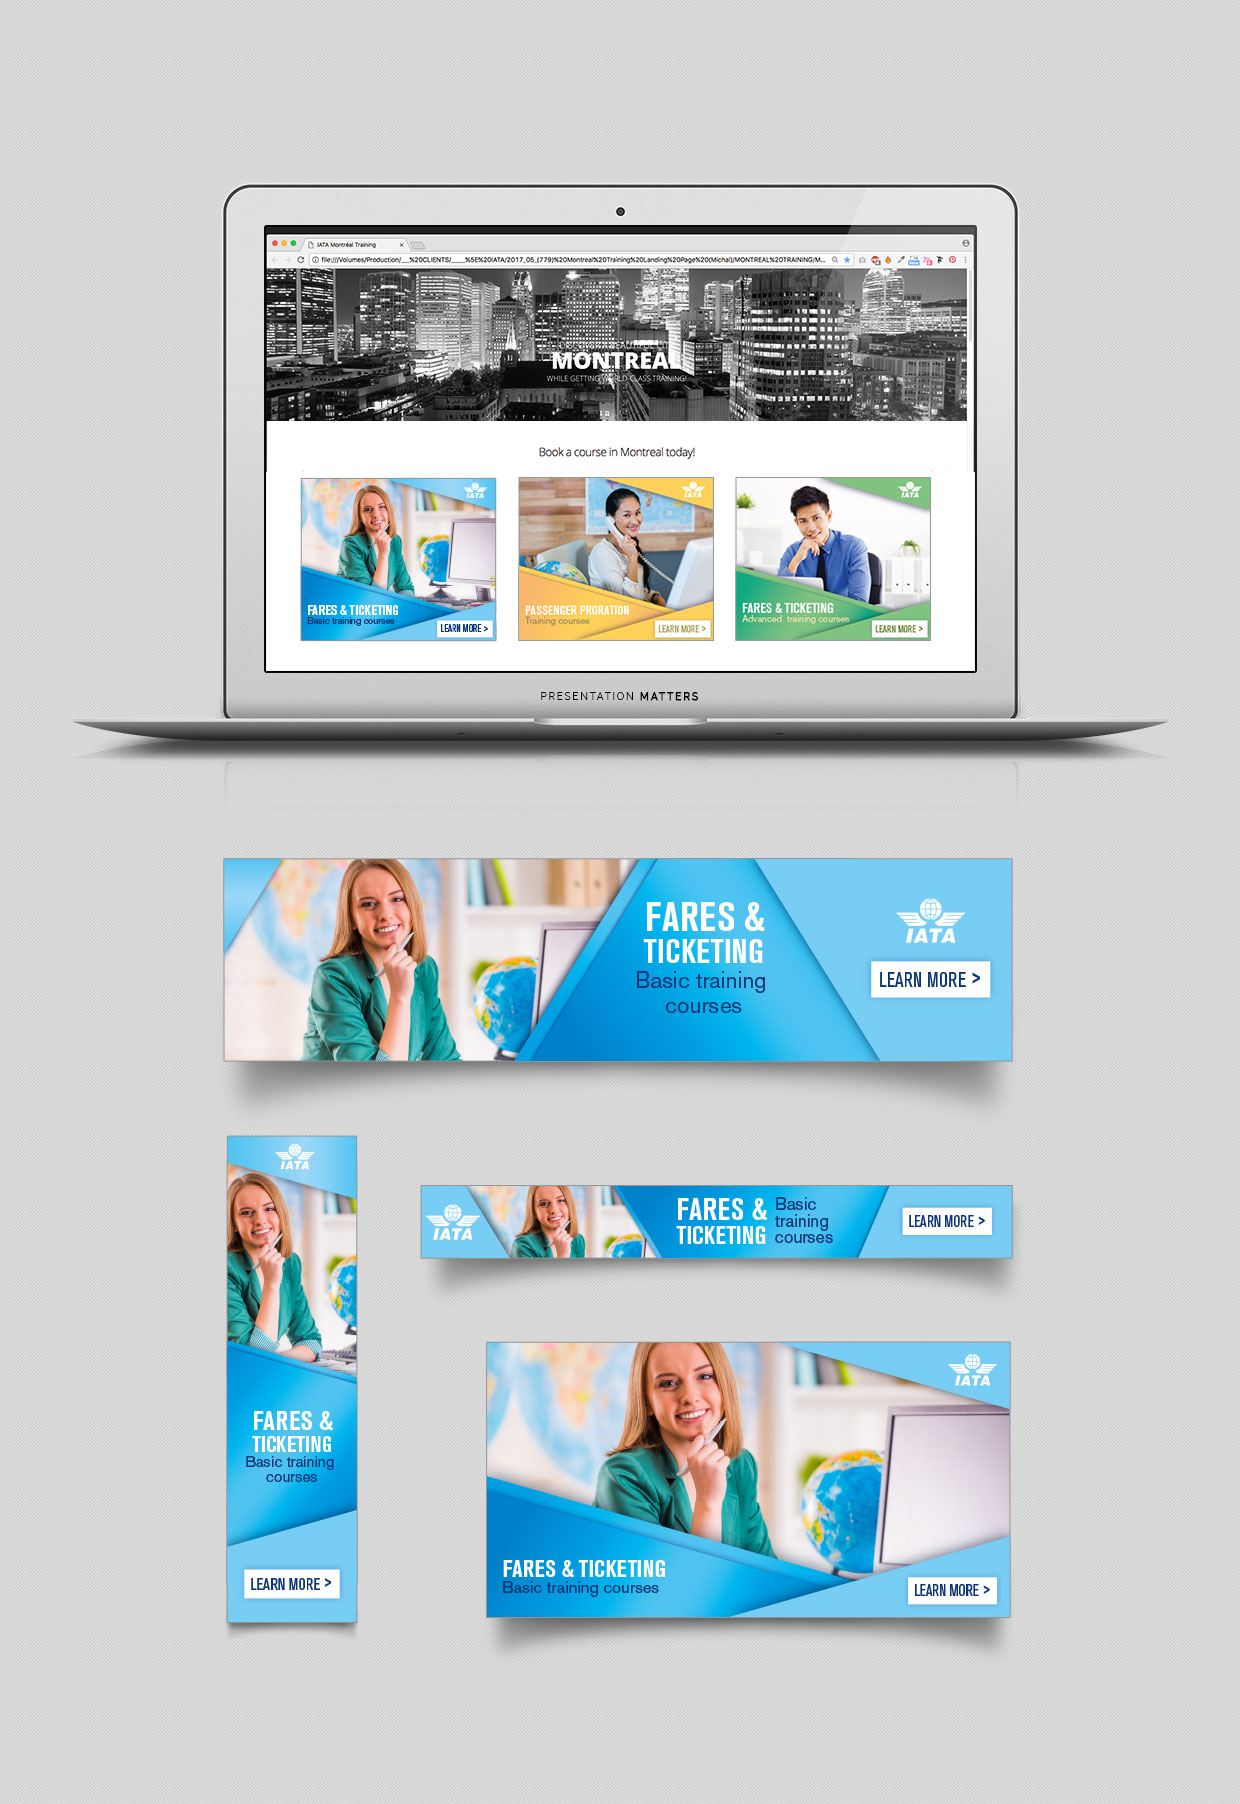 IATA Montréal Training
file:///Volumes/Production/__%20CLIENTS/____%5E%20IATA/2017_05_(779)%20Montreal%20Training%20Landing%20Page%20(Michal)/MONTREAL%20TRAINING/M...
MONTREAL
WHILE GETTING WORLD-CLASS TRAINING!
Book a course in Montreal today!
IATA
FARES & TICKETING
Basic training courses
LEARN MORE >
IATA
PASSENGER PRORATION
Training courses
LEARN MORE >
IATA
FARES & TICKETING
Advanced training courses
LEARN MORE >
PRESENTATION MATTERS
FARES &
TICKETING
Basic training
courses
IATA
LEARN MORE >
IATA
FARES &
TICKETING
Basic training
courses
LEARN MORE >
IATA
FARES &
TICKETING
Basic
training
courses
LEARN MORE >
IATA
FARES & TICKETING
Basic training courses
LEARN MORE >